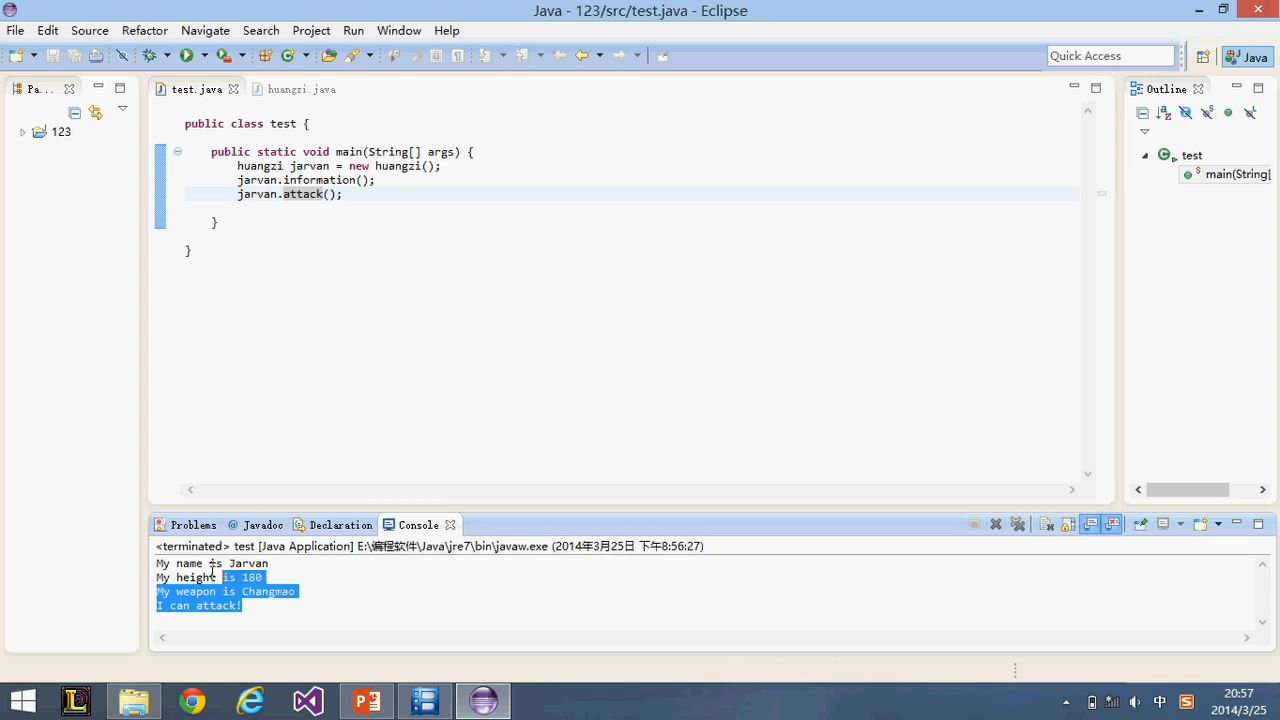 Java - 123/src/test.java - Eclipse
File Edit Source Refactor Navigate Search Project Run Window Help
Quick Access
Java
Pa...
test.java
huangzi.java
Outline
123
public class test {
public static void main(String[] args) {
huangzi jarvan = new huangzi();
jarvan.information();
jarvan.attack();
}
}
test
main(String[
Problems @ Javadoc Declaration Console
<terminated> test [Java Application] E:\编程软件\Java\jre7\bin\javaw.exe (2014年3月25日 下午8:56:27)
My name is Jarvan
My height is 180
My weapon is Changmao
I can attack!
中
20:57
2014/3/25